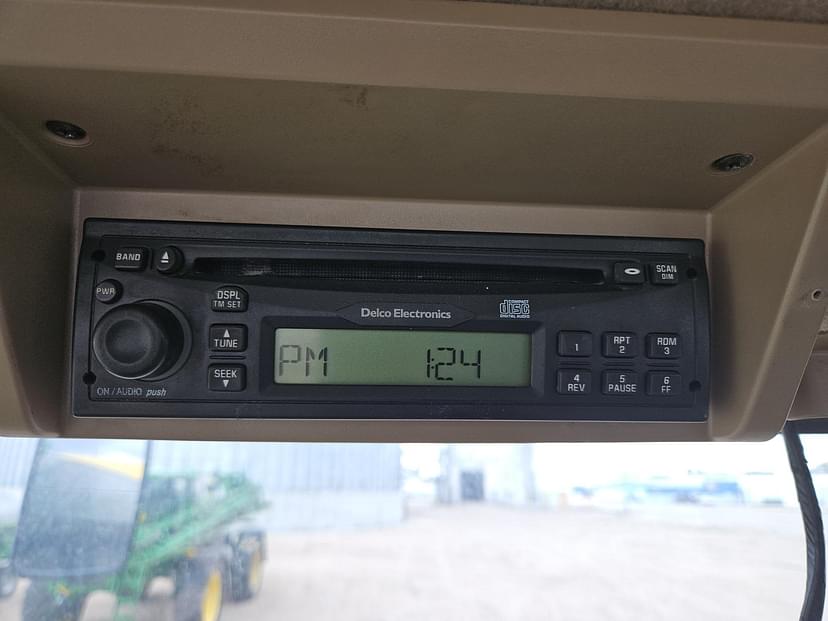 BAND
SCAN
DIM
PWR
DSPL
TM SET
Delco Electronics
COMPACT
disc
DIGITAL AUDIO
TUNE
1
RPT
2
RDM
3
PM 1:24
SEEK
4
REV
5
PAUSE
6
FF
ON / AUDIO push